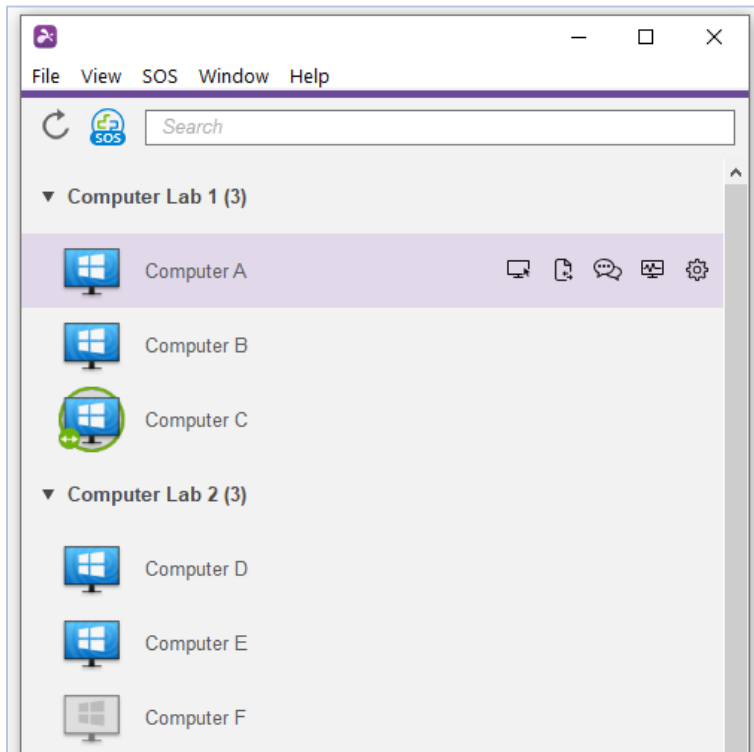 File View SOS Window Help
SOS Search
Computer Lab 1 (3)
Computer A
Computer B
Computer C
Computer Lab 2 (3)
Computer D
Computer E
Computer F